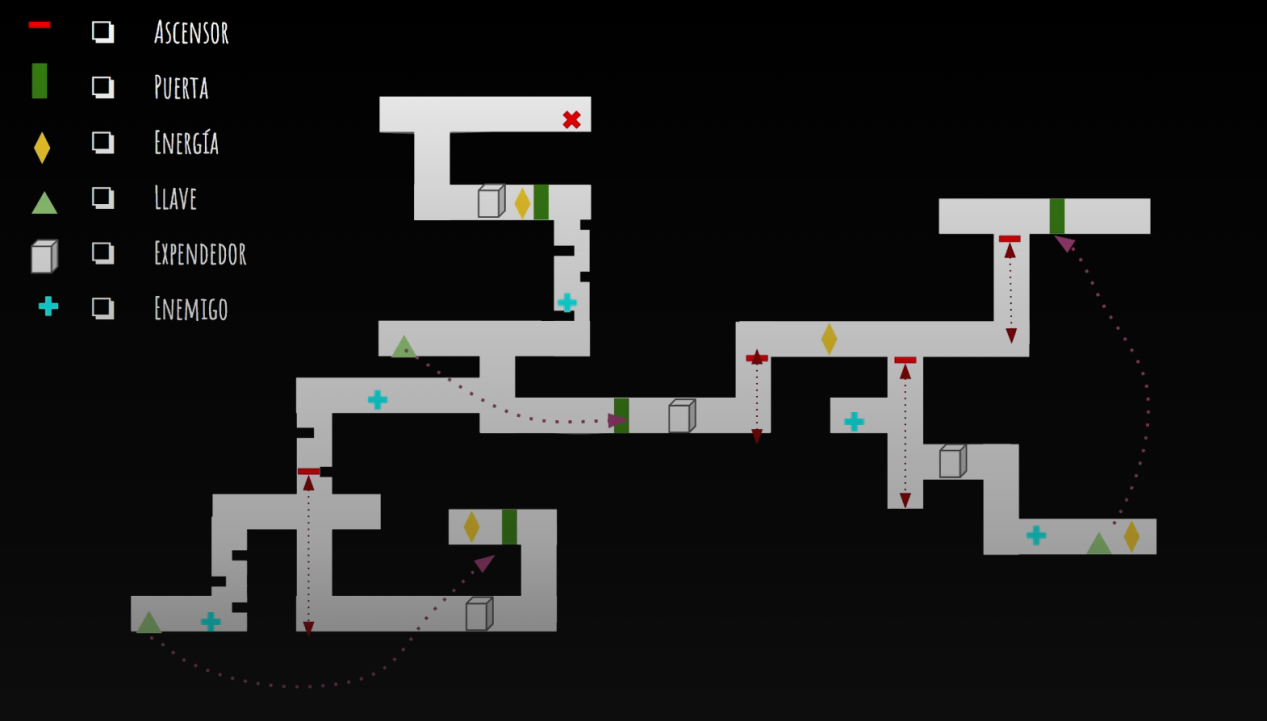 Ascensor
Puerta
Energía
Llave
Expendedor
Enemigo